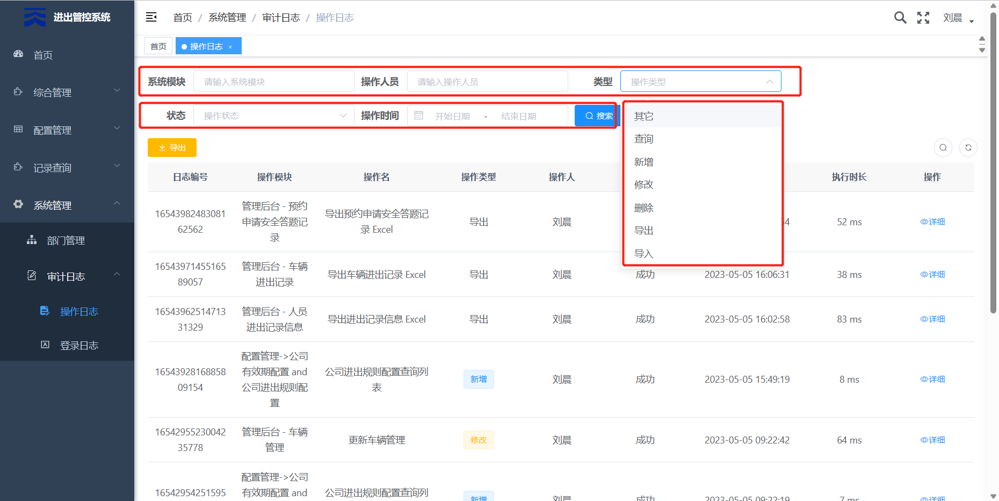 进出管控系统
首页
综合管理
配置管理
记录查询
系统管理
部门管理
审计日志
操作日志
登录日志
首页 / 系统管理 / 审计日志 / 操作日志
刘晨
首页
操作日志 ×
系统模块 请输入系统模块 操作人员 请输入操作人员 类型 操作类型
状态 操作状态 操作时间 开始日期 - 结束日期 搜索
其它
查询
新增
修改
删除
导出
导入
导出
日志编号 操作模块 操作名 操作类型 操作人 执行时长 操作
16543982483081
62562
管理后台 - 预约
申请安全答题记
录
导出预约申请安全答题记
录 Excel
导出 刘晨 54 52 ms 详细
16543971455165
89057
管理后台 - 车辆
进出记录
导出车辆进出记录 Excel 导出 刘晨 成功 2023-05-05 16:06:31 38 ms 详细
16543962514713
31329
管理后台 - 人员
进出记录信息
导出进出记录信息 Excel 导出 刘晨 成功 2023-05-05 16:02:58 83 ms 详细
16543928168858
09154
配置管理->公司
有效期配置 and
公司进出规则配
置
公司进出规则配置查询列
表
新增 刘晨 成功 2023-05-05 15:49:19 8 ms 详细
16542955230042
35778
管理后台 - 车辆
管理
更新车辆管理 修改 刘晨 成功 2023-05-05 09:22:42 64 ms 详细
16542954251595
配置管理->公司
有效期配置 and
公司进出规则配置查询列
新增 刘晨 成功 2023-05-05 09:22:19 7 ms 详细